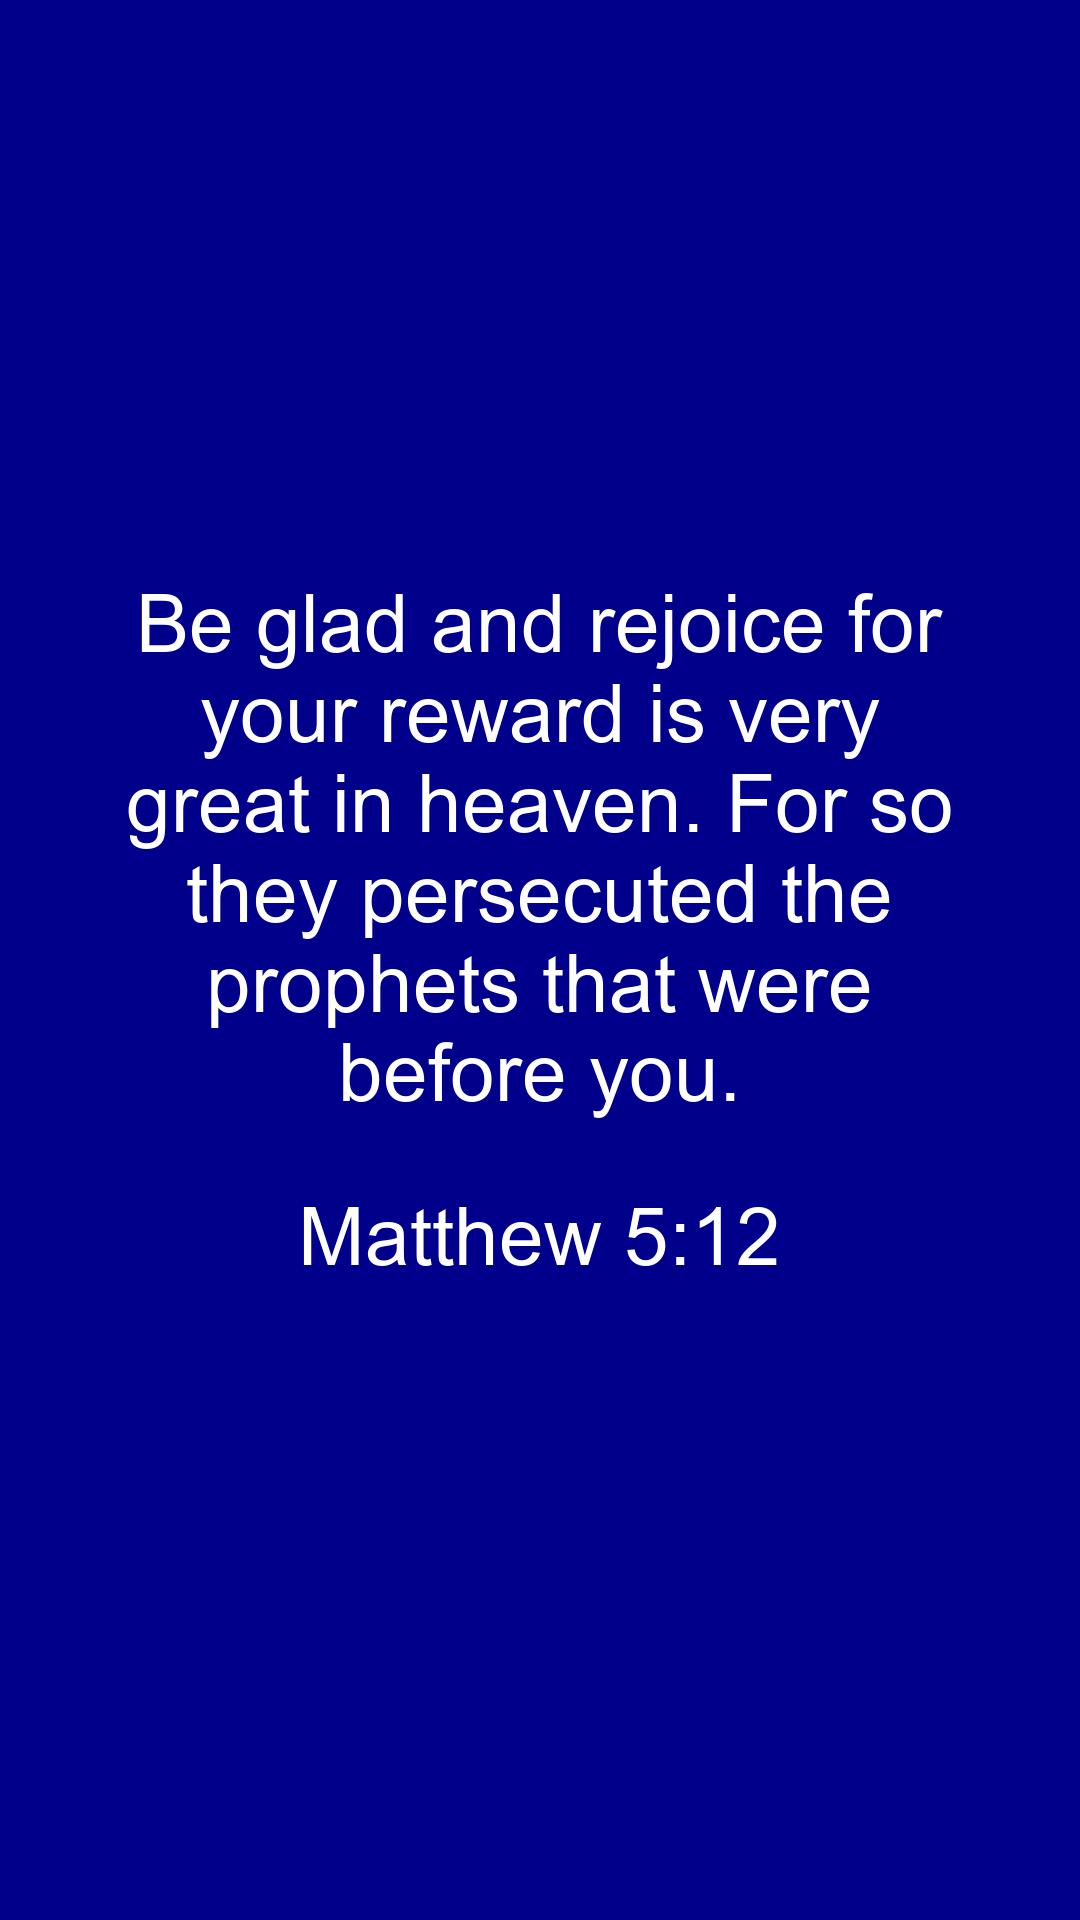 Be glad and rejoice for
your reward is very
great in heaven. For so
they persecuted the
prophets that were
before you.
Matthew 5:12